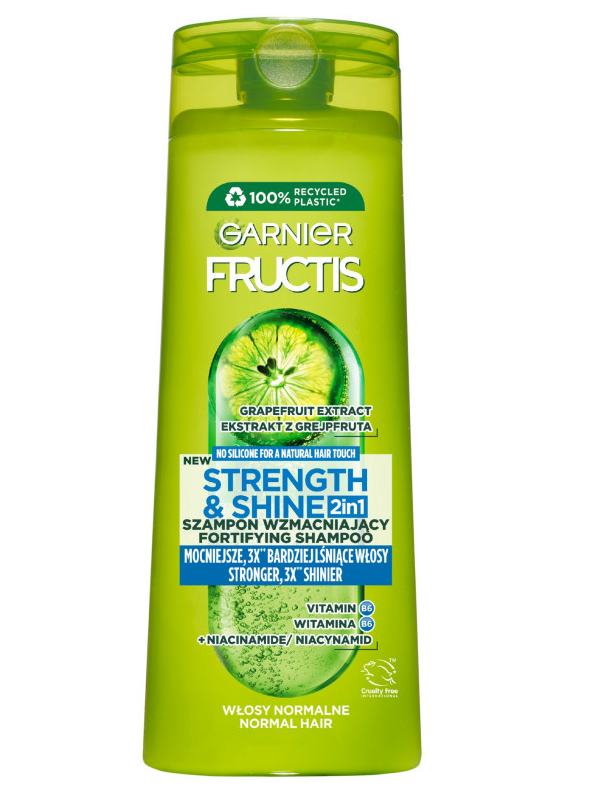 100% RECYCLED
PLASTIC*
GARNIER
FRUCTIS
GRAPEFRUIT EXTRACT
EKSTRAKT Z GREJPFRUTA
NO SILICONE FOR A NATURAL HAIR TOUCH
NEW
STRENGTH
& SHINE 2in1
SZAMPON WZMACNIAJĄCY
FORTIFYING SHAMPOO
MOCNIEJSZE, 3X** BARDZIEJ LŚNIĄCE WŁOSY
STRONGER, 3X** SHINIER
VITAMIN B6
WITAMINA B6
+ NIACINAMIDE/ NIACYNAMID
TM
Cruelty Free
INTERNATIONAL
WŁOSY NORMALNE
NORMAL HAIR